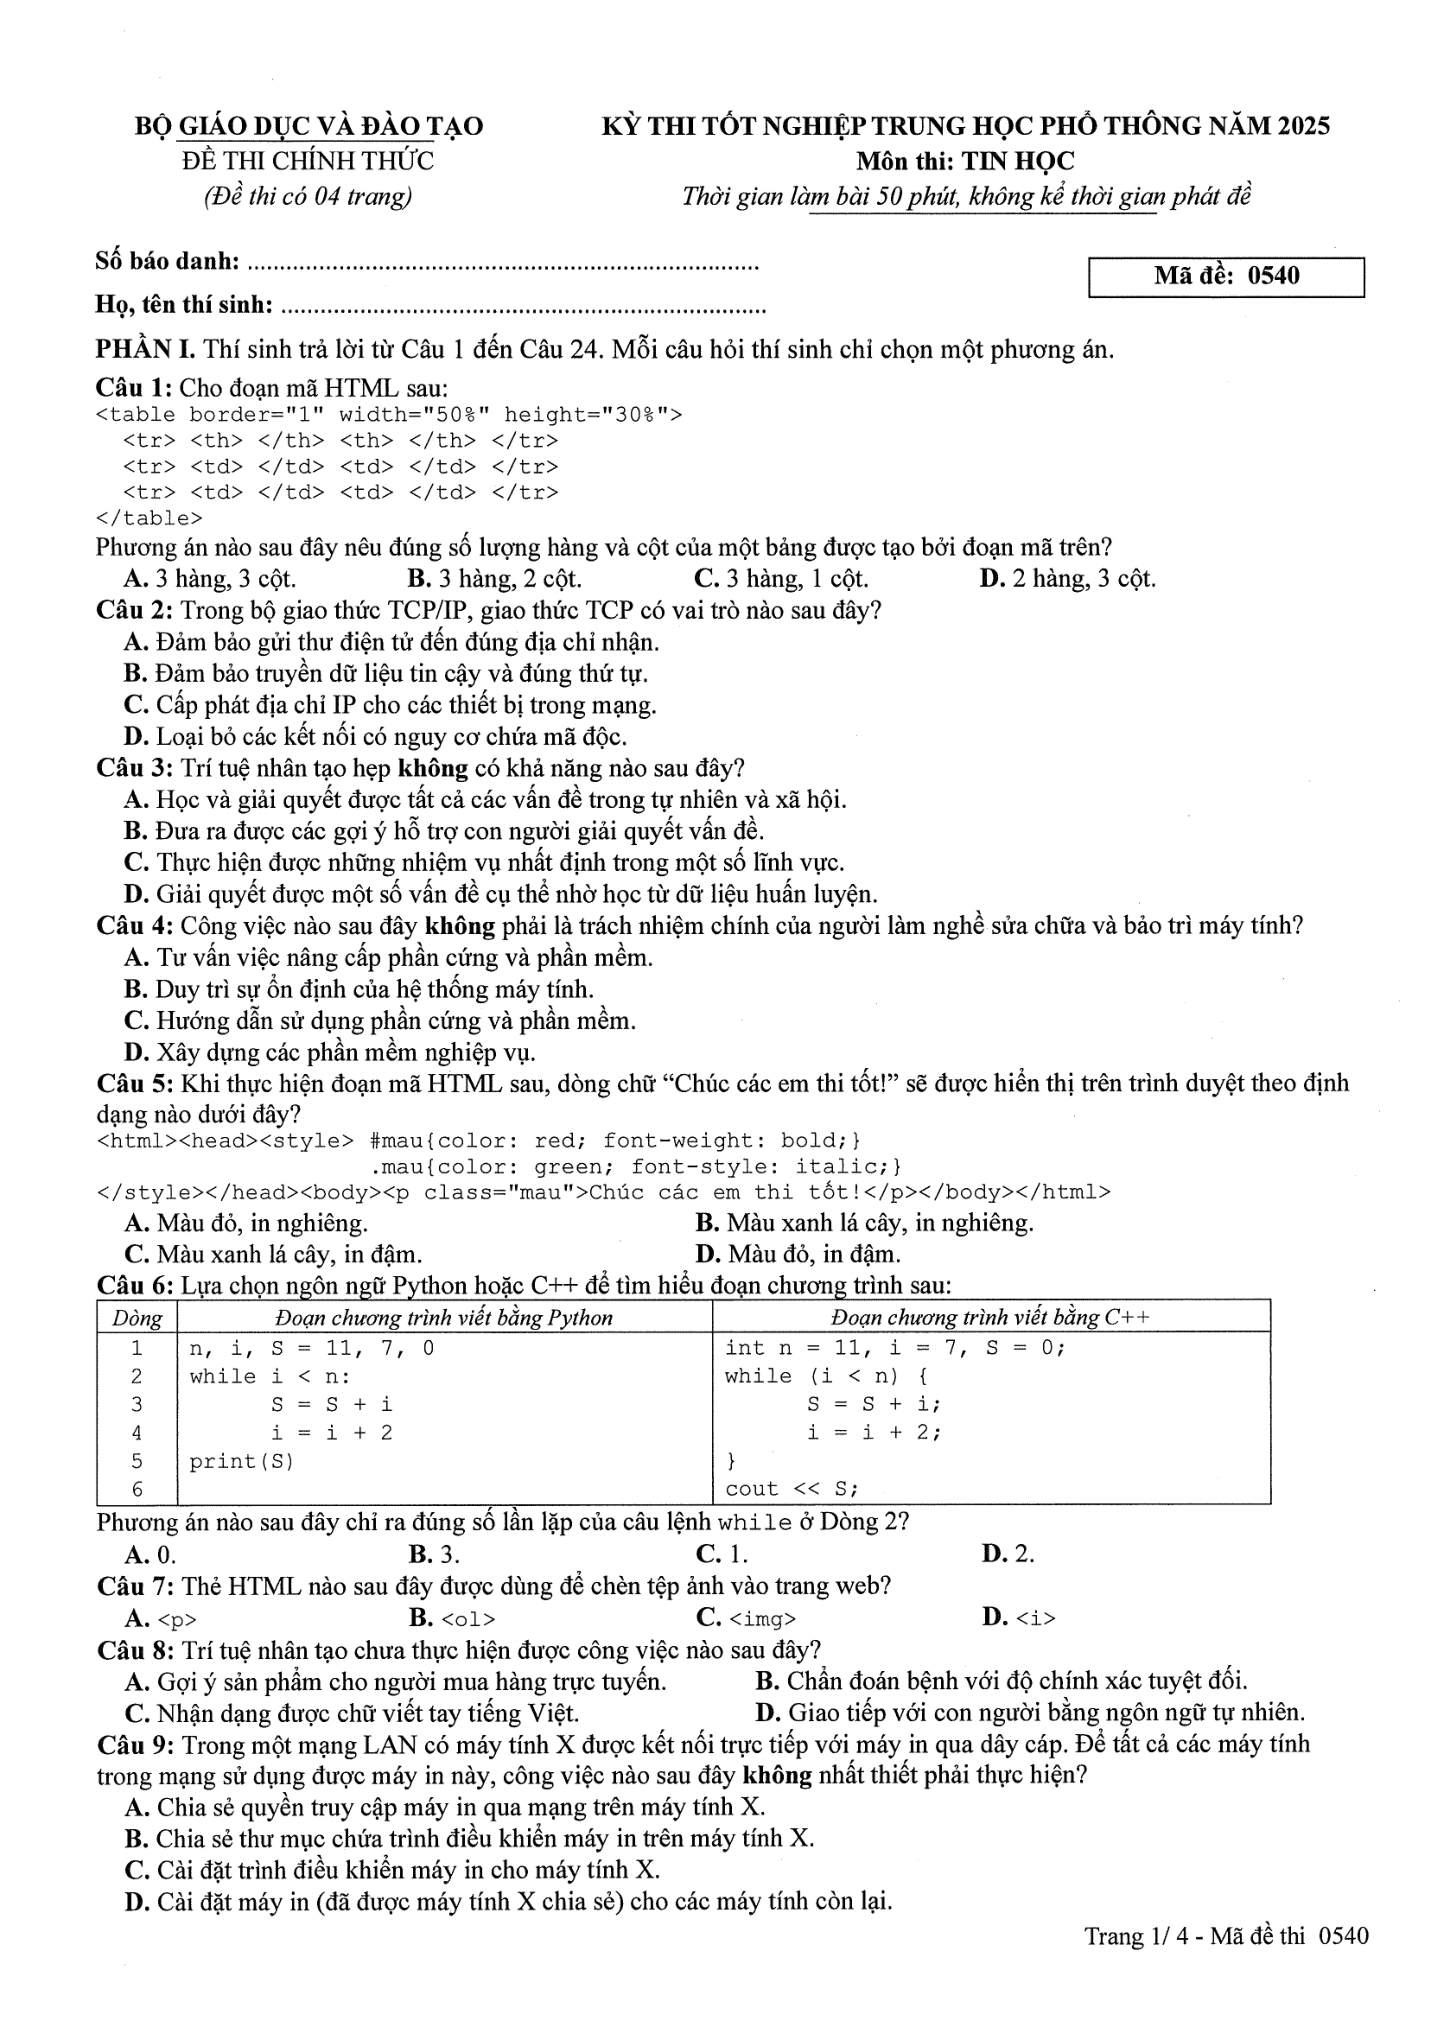 BỘ GIÁO DỤC VÀ ĐÀO TẠO
ĐỀ THI CHÍNH THỨC
(Đề thi có 04 trang)
KỲ THI TỐT NGHIỆP TRUNG HỌC PHỔ THÔNG NĂM 2025
Môn thi: TIN HỌC
Thời gian làm bài 50 phút, không kể thời gian phát đề
Số báo danh: ..............................................................................
Họ, tên thí sinh: ..........................................................................
Mã đề: 0540
PHẦN I. Thí sinh trả lời từ Câu 1 đến Câu 24. Mỗi câu hỏi thí sinh chỉ chọn một phương án.
Câu 1: Cho đoạn mã HTML sau:
<table border="1" width="50%" height="30%">
<tr> <th> </th> <th> </th> </tr>
<tr> <td> </td> <td> </td> </tr>
<tr> <td> </td> <td> </td> </tr>
</table>
Phương án nào sau đây nêu đúng số lượng hàng và cột của một bảng được tạo bởi đoạn mã trên?
A. 3 hàng, 3 cột. B. 3 hàng, 2 cột. C. 3 hàng, 1 cột. D. 2 hàng, 3 cột.
Câu 2: Trong bộ giao thức TCP/IP, giao thức TCP có vai trò nào sau đây?
A. Đảm bảo gửi thư điện tử đến đúng địa chỉ nhận.
B. Đảm bảo truyền dữ liệu tin cậy và đúng thứ tự.
C. Cấp phát địa chỉ IP cho các thiết bị trong mạng.
D. Loại bỏ các kết nối có nguy cơ chứa mã độc.
Câu 3: Trí tuệ nhân tạo hẹp không có khả năng nào sau đây?
A. Học và giải quyết được tất cả các vấn đề trong tự nhiên và xã hội.
B. Đưa ra được các gợi ý hỗ trợ con người giải quyết vấn đề.
C. Thực hiện được những nhiệm vụ nhất định trong một số lĩnh vực.
D. Giải quyết được một số vấn đề cụ thể nhờ học từ dữ liệu huấn luyện.
Câu 4: Công việc nào sau đây không phải là trách nhiệm chính của người làm nghề sửa chữa và bảo trì máy tính?
A. Tư vấn việc nâng cấp phần cứng và phần mềm.
B. Duy trì sự ổn định của hệ thống máy tính.
C. Hướng dẫn sử dụng phần cứng và phần mềm.
D. Xây dựng các phần mềm nghiệp vụ.
Câu 5: Khi thực hiện đoạn mã HTML sau, dòng chữ “Chúc các em thi tốt!” sẽ được hiển thị trên trình duyệt theo định
dạng nào dưới đây?
<html><head><style> #mau{color: red; font-weight: bold;}
.mau{color: green; font-style: italic;}
</style></head><body><p class="mau">Chúc các em thi tốt!</p></body></html>
A. Màu đỏ, in nghiêng. B. Màu xanh lá cây, in nghiêng.
C. Màu xanh lá cây, in đậm. D. Màu đỏ, in đậm.
Câu 6: Lựa chọn ngôn ngữ Python hoặc C++ để tìm hiểu đoạn chương trình sau:
Dòng Đoạn chương trình viết bằng Python Đoạn chương trình viết bằng C++
1 n, i, S = 11, 7, 0 int n = 11, i = 7, S = 0;
2 while i < n: while (i < n) {
3 S = S + i S = S + i;
4 i = i + 2 i = i + 2;
5 print(S) }
6 cout << S;
Phương án nào sau đây chỉ ra đúng số lần lặp của câu lệnh while ở Dòng 2?
A. 0. B. 3. C. 1. D. 2.
Câu 7: Thẻ HTML nào sau đây được dùng để chèn tệp ảnh vào trang web?
A. <p> B. <ol> C. <img> D. <i>
Câu 8: Trí tuệ nhân tạo chưa thực hiện được công việc nào sau đây?
A. Gợi ý sản phẩm cho người mua hàng trực tuyến. B. Chẩn đoán bệnh với độ chính xác tuyệt đối.
C. Nhận dạng được chữ viết tay tiếng Việt. D. Giao tiếp với con người bằng ngôn ngữ tự nhiên.
Câu 9: Trong một mạng LAN có máy tính X được kết nối trực tiếp với máy in qua dây cáp. Để tất cả các máy tính
trong mạng sử dụng được máy in này, công việc nào sau đây không nhất thiết phải thực hiện?
A. Chia sẻ quyền truy cập máy in qua mạng trên máy tính X.
B. Chia sẻ thư mục chứa trình điều khiển máy in trên máy tính X.
C. Cài đặt trình điều khiển máy in cho máy tính X.
D. Cài đặt máy in (đã được máy tính X chia sẻ) cho các máy tính còn lại.
Trang 1/ 4 - Mã đề thi 0540